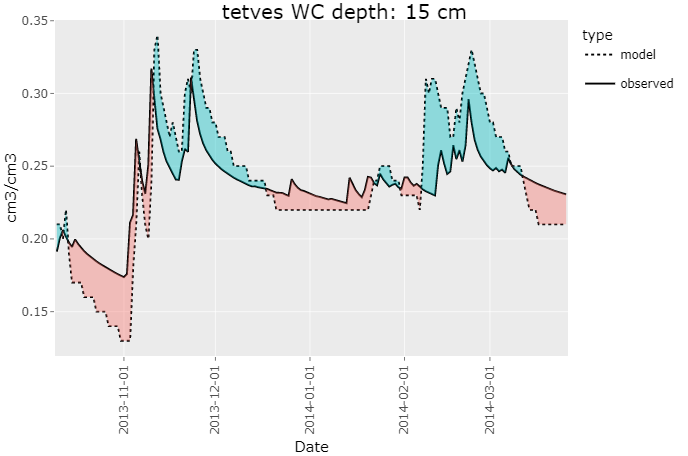 tetves WC depth: 15 cm
0.35
0.30
0.25
0.20
0.15
cm3/cm3
2013-11-01
2013-12-01
2014-01-01
2014-02-01
2014-03-01
Date
type
model
observed